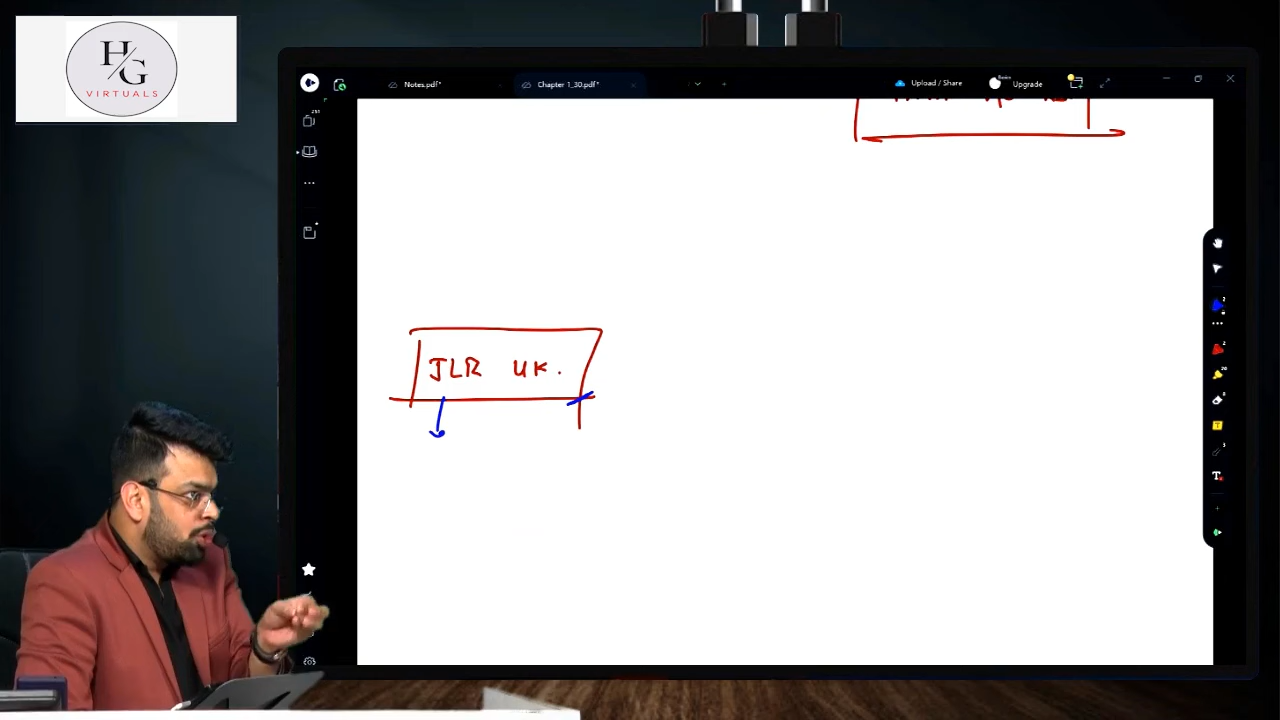 H/G
VIRTUALS
Notes.pdf*
Chapter 1_30.pdf*
Upload / Share
Upgrade
JLR UK.